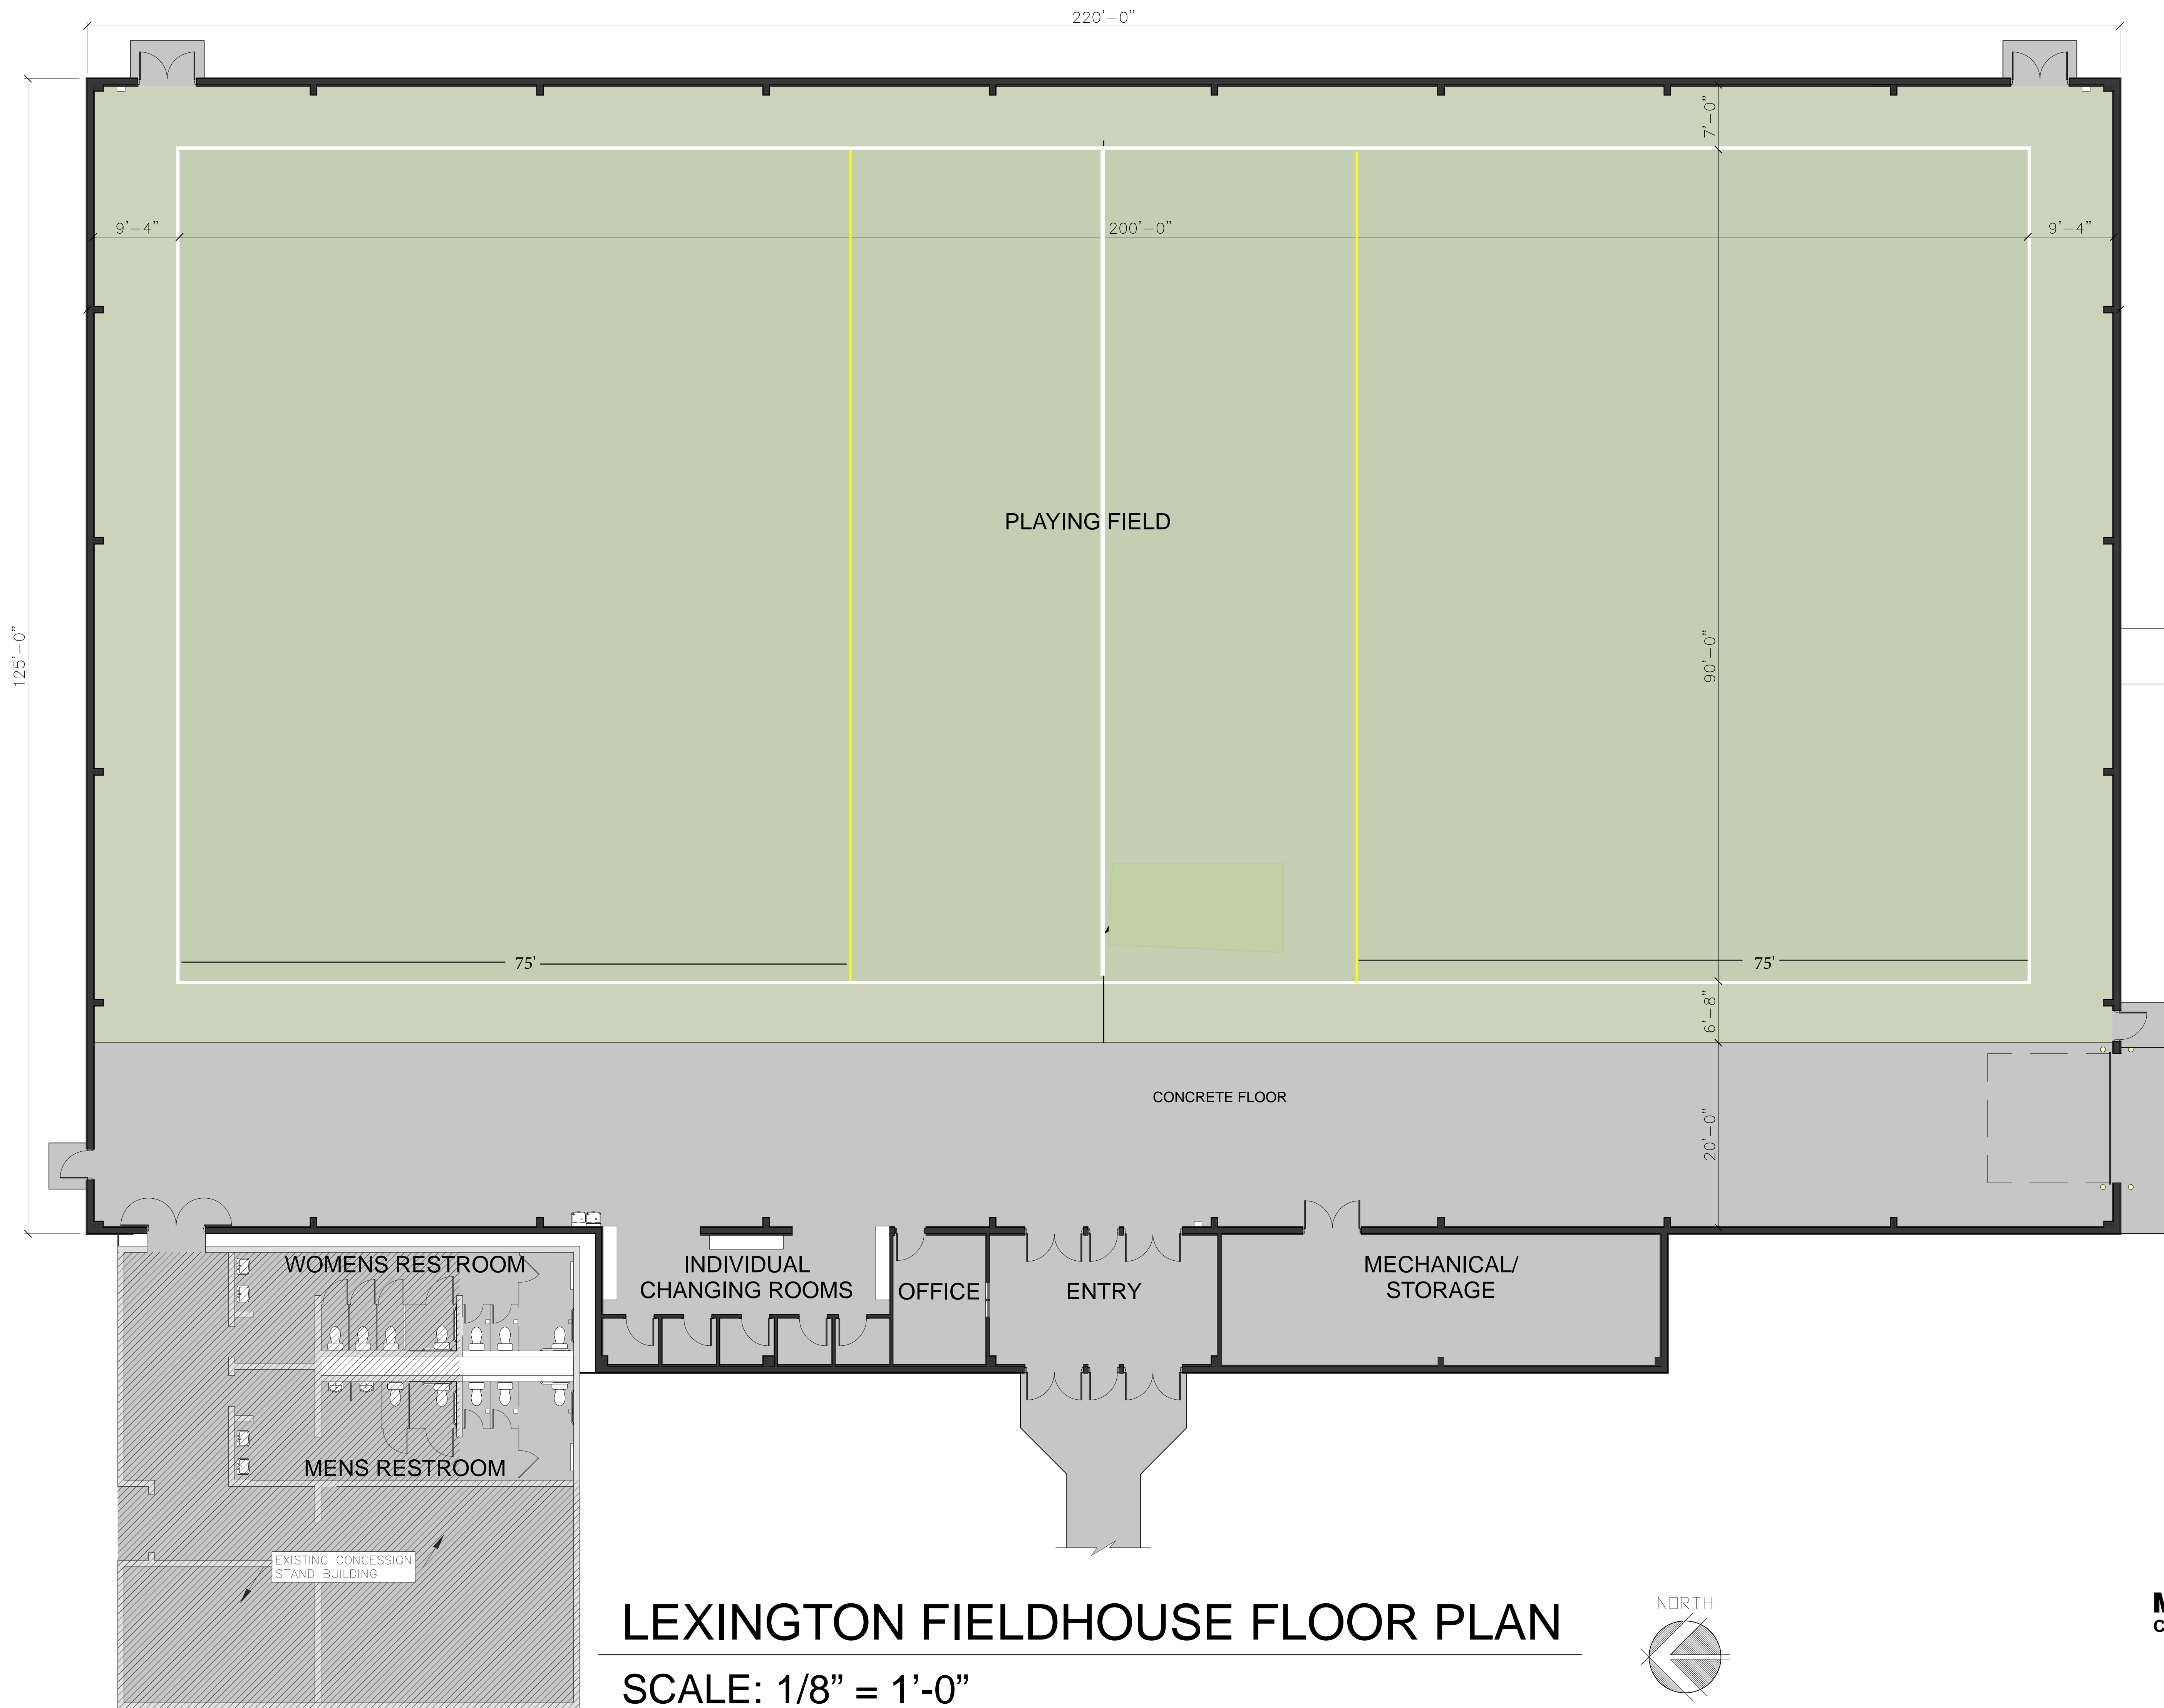 220'-0"
7'-0"
9'-4"
200'-0"
9'-4"
PLAYING FIELD
125'-0"
90'-0"
75'
75'
6'-8"
CONCRETE FLOOR
20'-0"
WOMENS RESTROOM
INDIVIDUAL
CHANGING ROOMS
OFFICE
ENTRY
MECHANICAL/
STORAGE
MENS RESTROOM
EXISTING CONCESSION
STAND BUILDING
LEXINGTON FIELDHOUSE FLOOR PLAN
SCALE: 1/8” = 1’-0”
NORTH